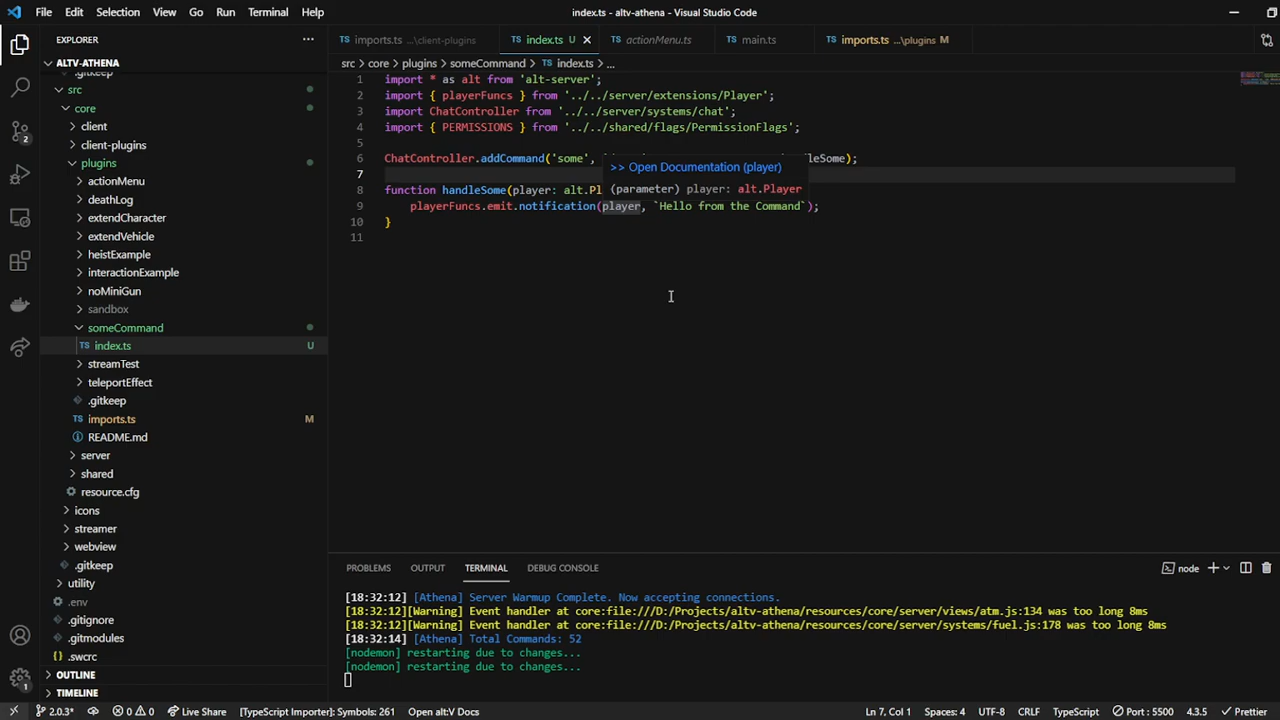 File Edit Selection View Go Run Terminal Help
index.ts - altv-athena - Visual Studio Code
EXPLORER
ALTV-ATHENA
.gitkeep
src
core
client
client-plugins
plugins
actionMenu
deathLog
extendCharacter
extendVehicle
heistExample
interactionExample
noMiniGun
sandbox
someCommand
TS index.ts U
streamTest
teleportEffect
.gitkeep
TS imports.ts M
README.md
server
shared
resource.cfg
icons
streamer
webview
.gitkeep
utility
.env
.gitignore
.gitmodules
.swcrc
OUTLINE
TIMELINE
2
1
TS imports.ts ...\client-plugins
TS index.ts U
TS actionMenu.ts
TS main.ts
TS imports.ts ...\plugins M
src > core > plugins > someCommand > TS index.ts > ...
1 import * as alt from 'alt-server';
2 import { playerFuncs } from '../../server/extensions/Player';
3 import ChatController from '../../server/systems/chat';
4 import { PERMISSIONS } from '../../shared/flags/PermissionFlags';
5
6 ChatController.addCommand('some', leSome);
>> Open Documentation (player)
7
(parameter) player: alt.Player
8 function handleSome(player: alt.Pl
9 playerFuncs.emit.notification(player, `Hello from the Command`);
10 }
11
PROBLEMS OUTPUT TERMINAL DEBUG CONSOLE
node
[18:32:12] [Athena] Server Warmup Complete. Now accepting connections.
[18:32:12][Warning] Event handler at core:file:///D:/Projects/altv-athena/resources/core/server/views/atm.js:134 was too long 8ms
[18:32:12][Warning] Event handler at core:file:///D:/Projects/altv-athena/resources/core/server/systems/fuel.js:178 was too long 8ms
[18:32:14] [Athena] Total Commands: 52
[nodemon] restarting due to changes...
[nodemon] restarting due to changes...
2.0.3* 0 0 Live Share [TypeScript Importer]: Symbols: 261 Open alt:V Docs
Ln 7, Col 1 Spaces: 4 UTF-8 CRLF TypeScript Port : 5500 4.3.5 Prettier